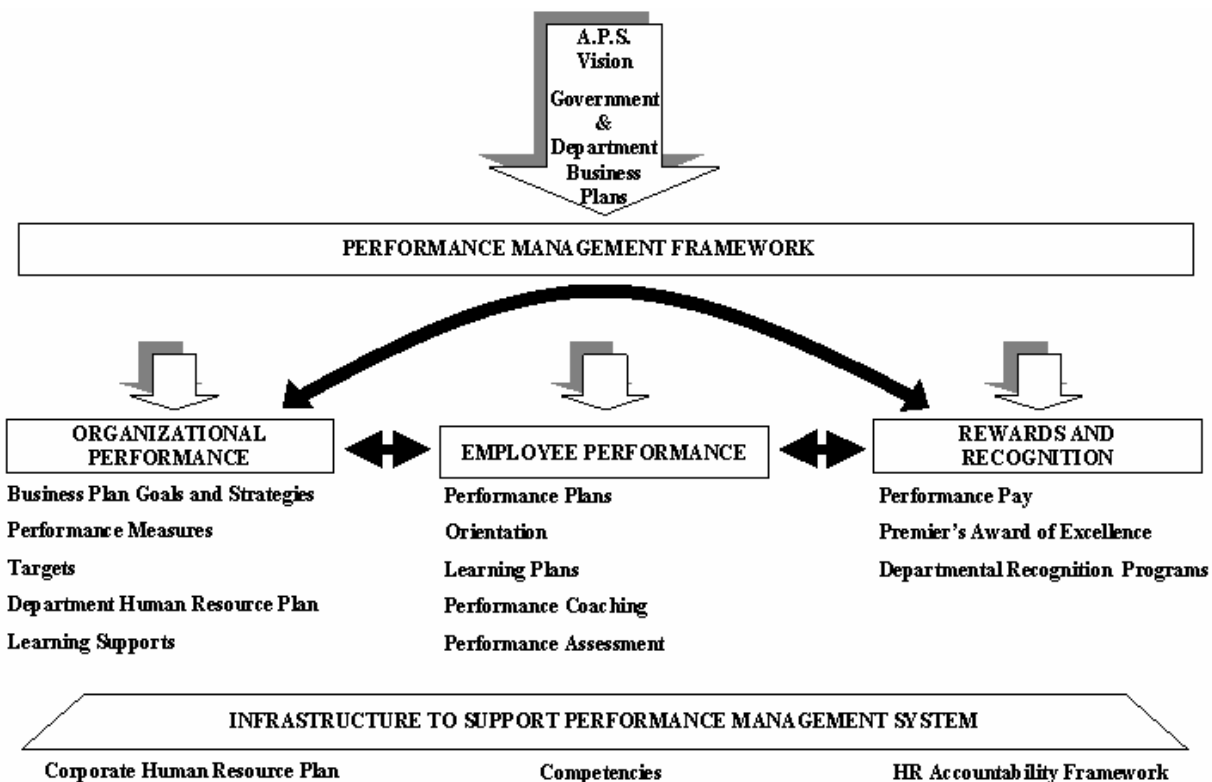 A.P.S.
Vision
Government
&
Department
Business
Plans
PERFORMANCE MANAGEMENT FRAMEWORK
ORGANIZATIONAL
PERFORMANCE
Business Plan Goals and Strategies
Performance Measures
Targets
Department Human Resource Plan
Learning Supports
EMPLOYEE PERFORMANCE
Performance Plans
Orientation
Learning Plans
Performance Coaching
Performance Assessment
REWARDS AND
RECOGNITION
Performance Pay
Premier's Award of Excellence
Departmental Recognition Programs
INFRASTRUCTURE TO SUPPORT PERFORMANCE MANAGEMENT SYSTEM
Corporate Human Resource Plan
Competencies
HR Accountability Framework